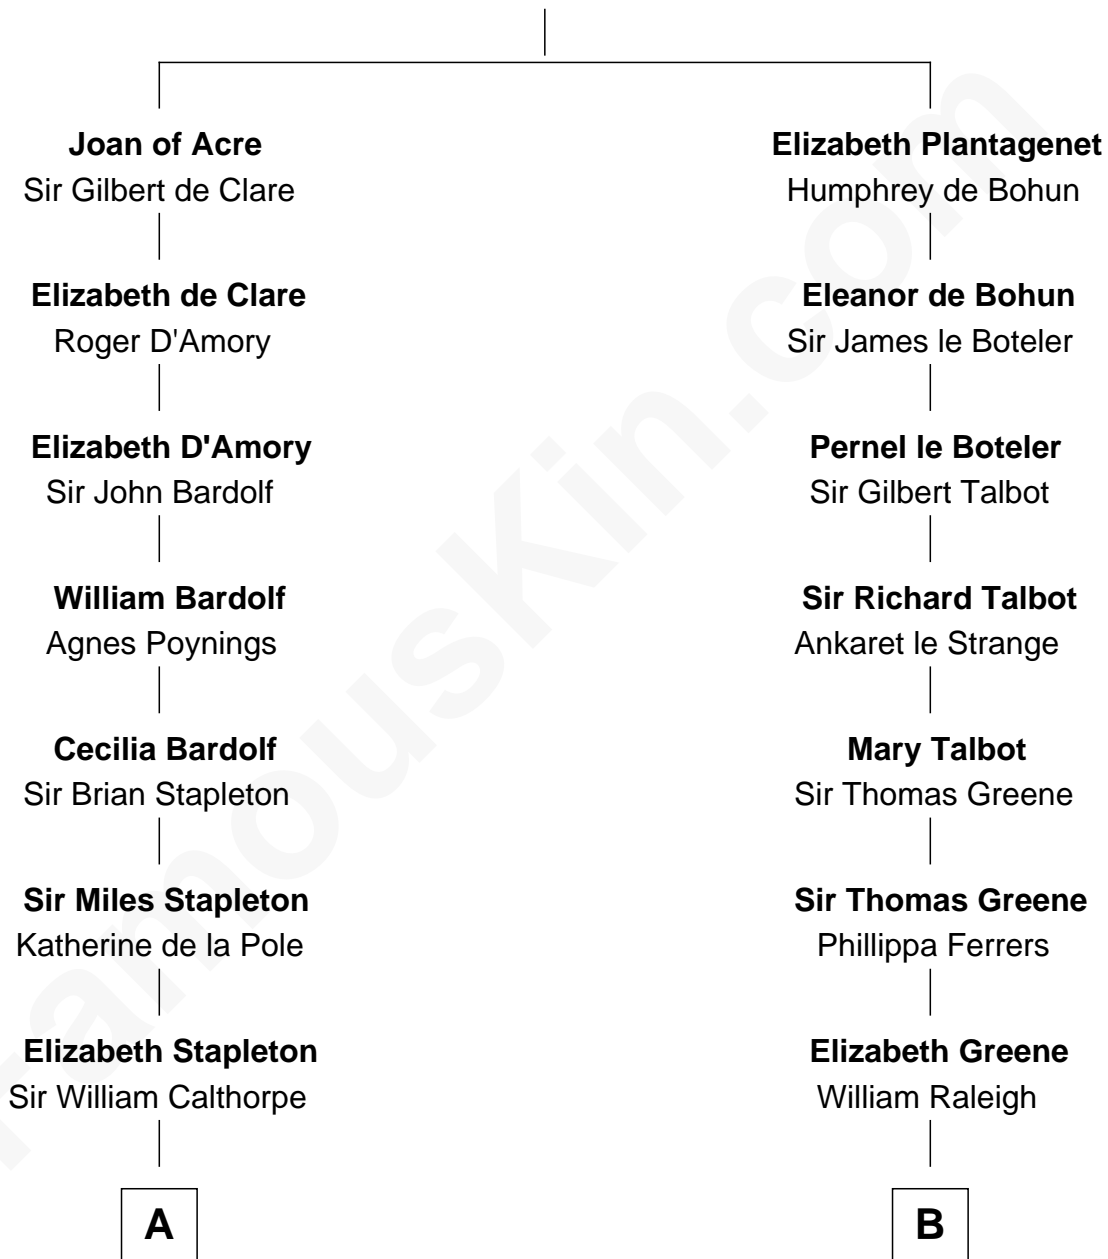 Joan of Acre
Sir Gilbert de Clare
Elizabeth de Clare
Roger D'Amory
Elizabeth D'Amory
Sir John Bardolf
William Bardolf
Agnes Poynings
Cecilia Bardolf
Sir Brian Stapleton
Sir Miles Stapleton
Katherine de la Pole
Elizabeth Stapleton
Sir William Calthorpe
A
Elizabeth Plantagenet
Humphrey de Bohun
Eleanor de Bohun
Sir James le Boteler
Pernel le Boteler
Sir Gilbert Talbot
Sir Richard Talbot
Ankaret le Strange
Mary Talbot
Sir Thomas Greene
Sir Thomas Greene
Phillippa Ferrers
Elizabeth Greene
William Raleigh
B
FamousKin.com